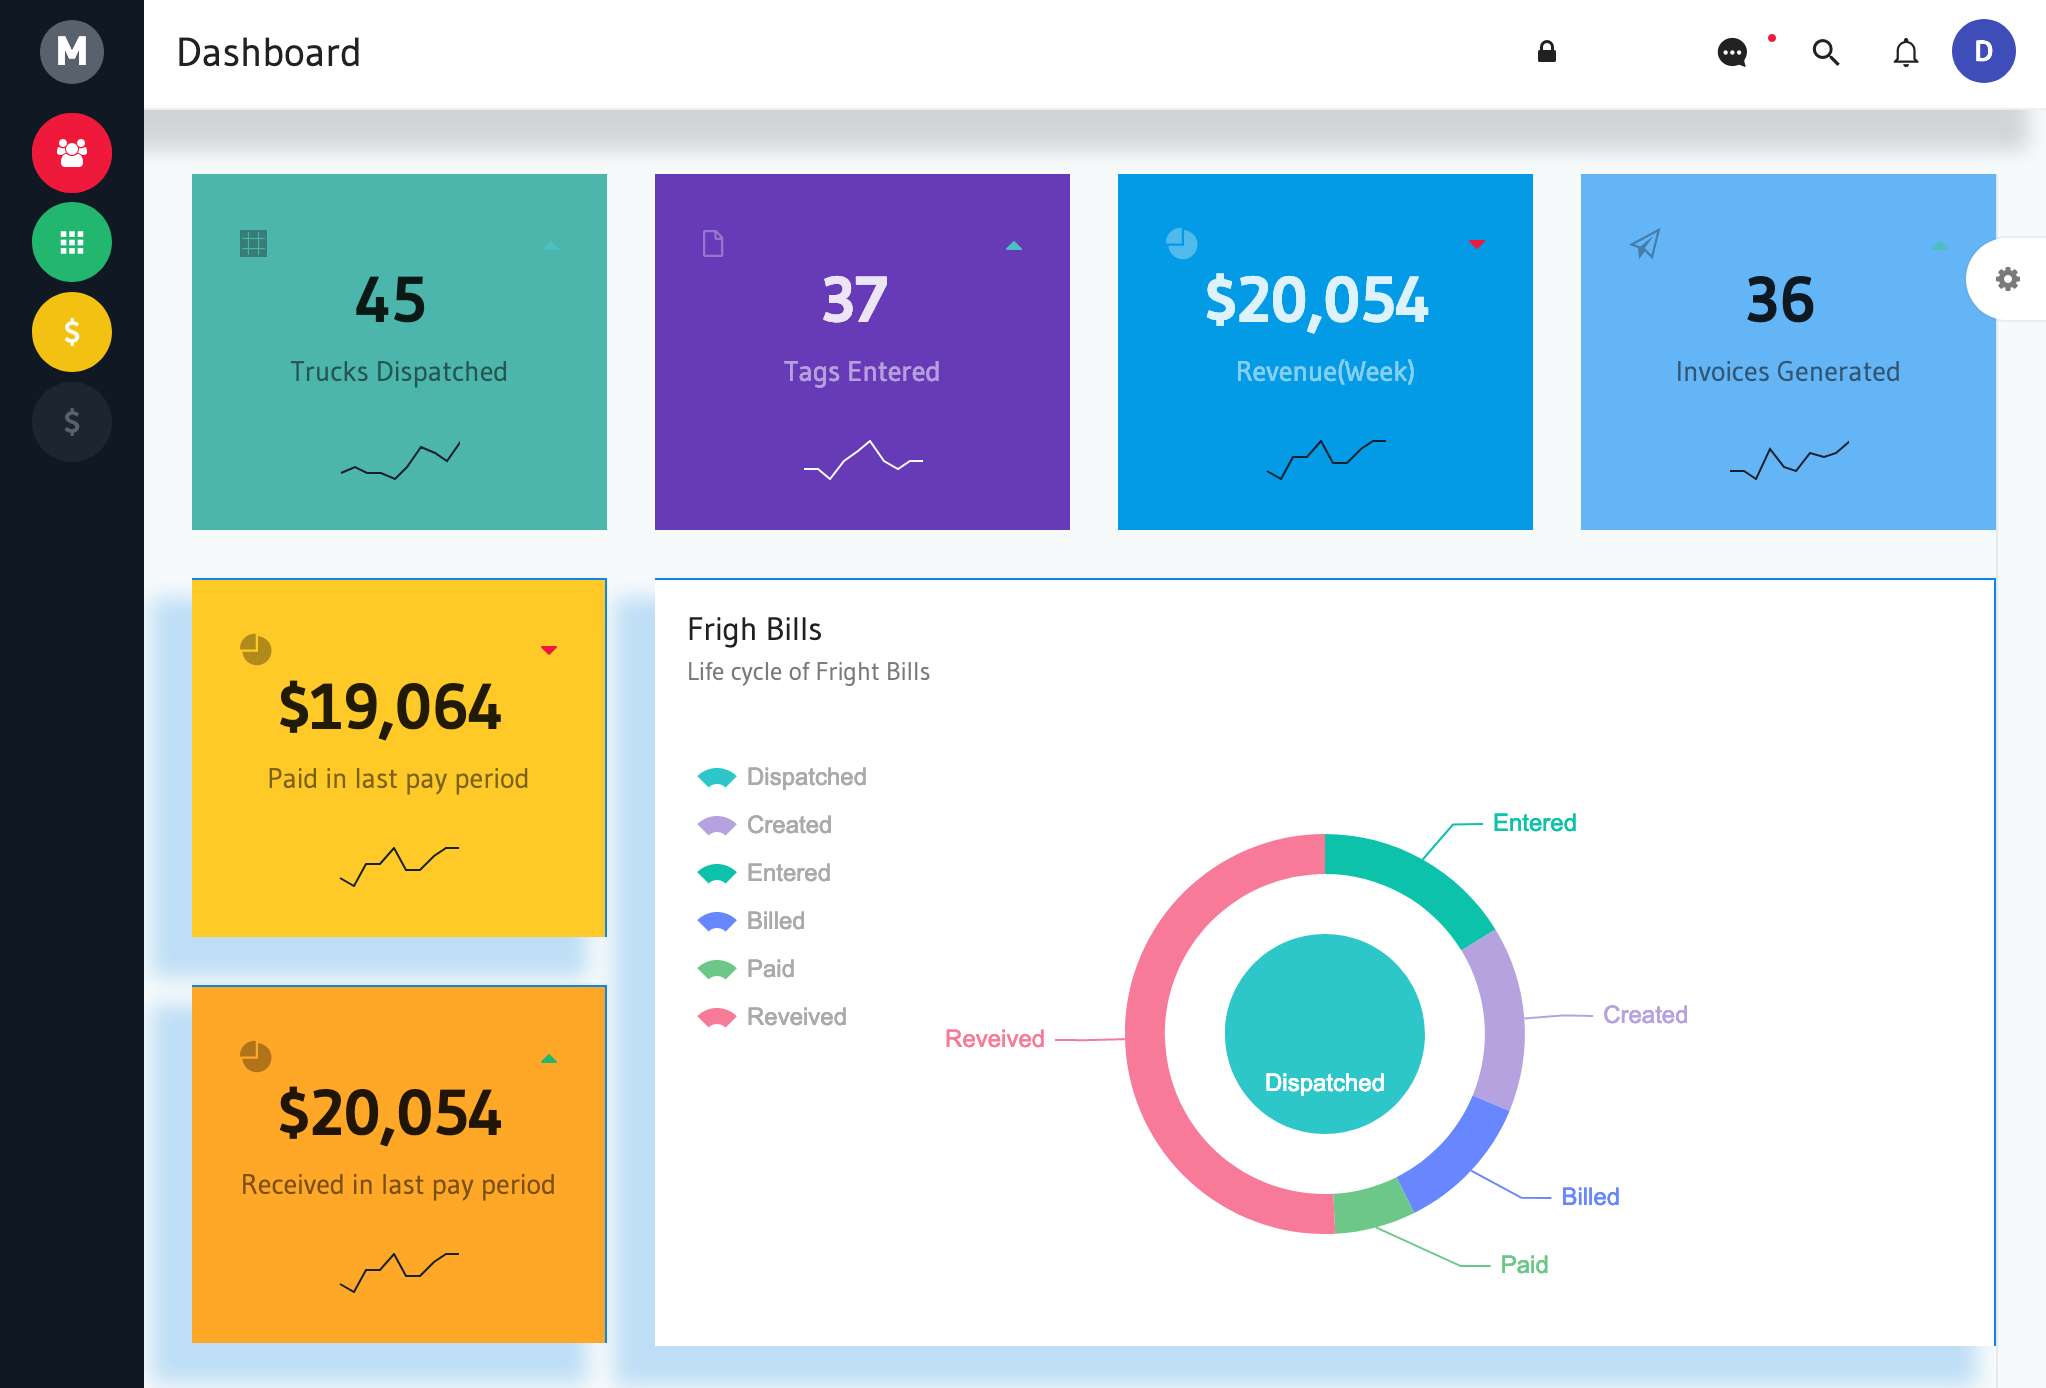 M
Dashboard
D
$
$
45
Trucks Dispatched
37
Tags Entered
$20,054
Revenue(Week)
36
Invoices Generated
$19,064
Paid in last pay period
$20,054
Received in last pay period
Frigh Bills
Life cycle of Fright Bills
Dispatched
Created
Entered
Billed
Paid
Reveived
Entered
Created
Reveived
Dispatched
Billed
Paid